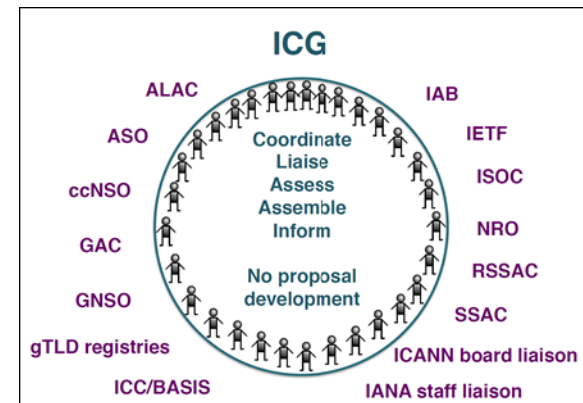 ICG
ALAC
ASO
ccNSO
GAC
GNSO
gTLD registries
ICC/BASIS
Coordinate
Liaise
Assess
Assemble
Inform
No proposal
development
IAB
IETF
ISOC
NRO
RSSAC
SSAC
ICANN board liaison
IANA staff liaison